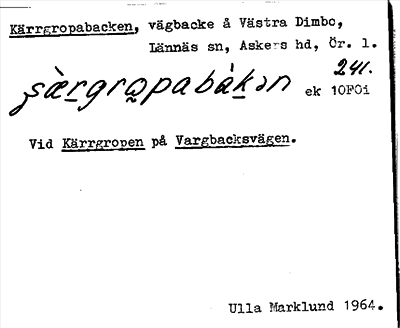 Kärrgropabacken, vägbacke å Västra Dimbo,
Lännäs sn, Askers hd, Ör. l.
241.
ek 10F0i
Vid Kärrgropen på Vargbacksvägen.
Ulla Marklund 1964.